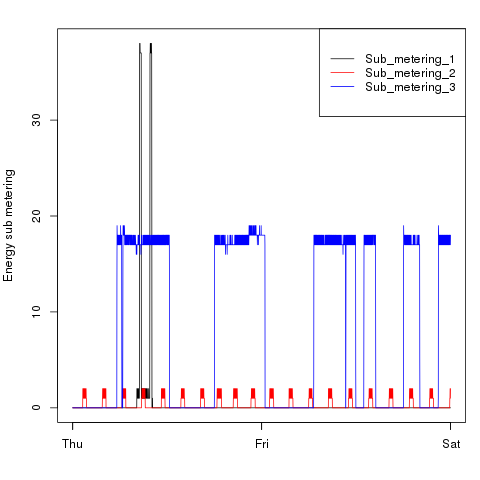 Sub_metering_1
Sub_metering_2
Sub_metering_3
Energy sub metering
30
20
10
0
Thu Fri Sat